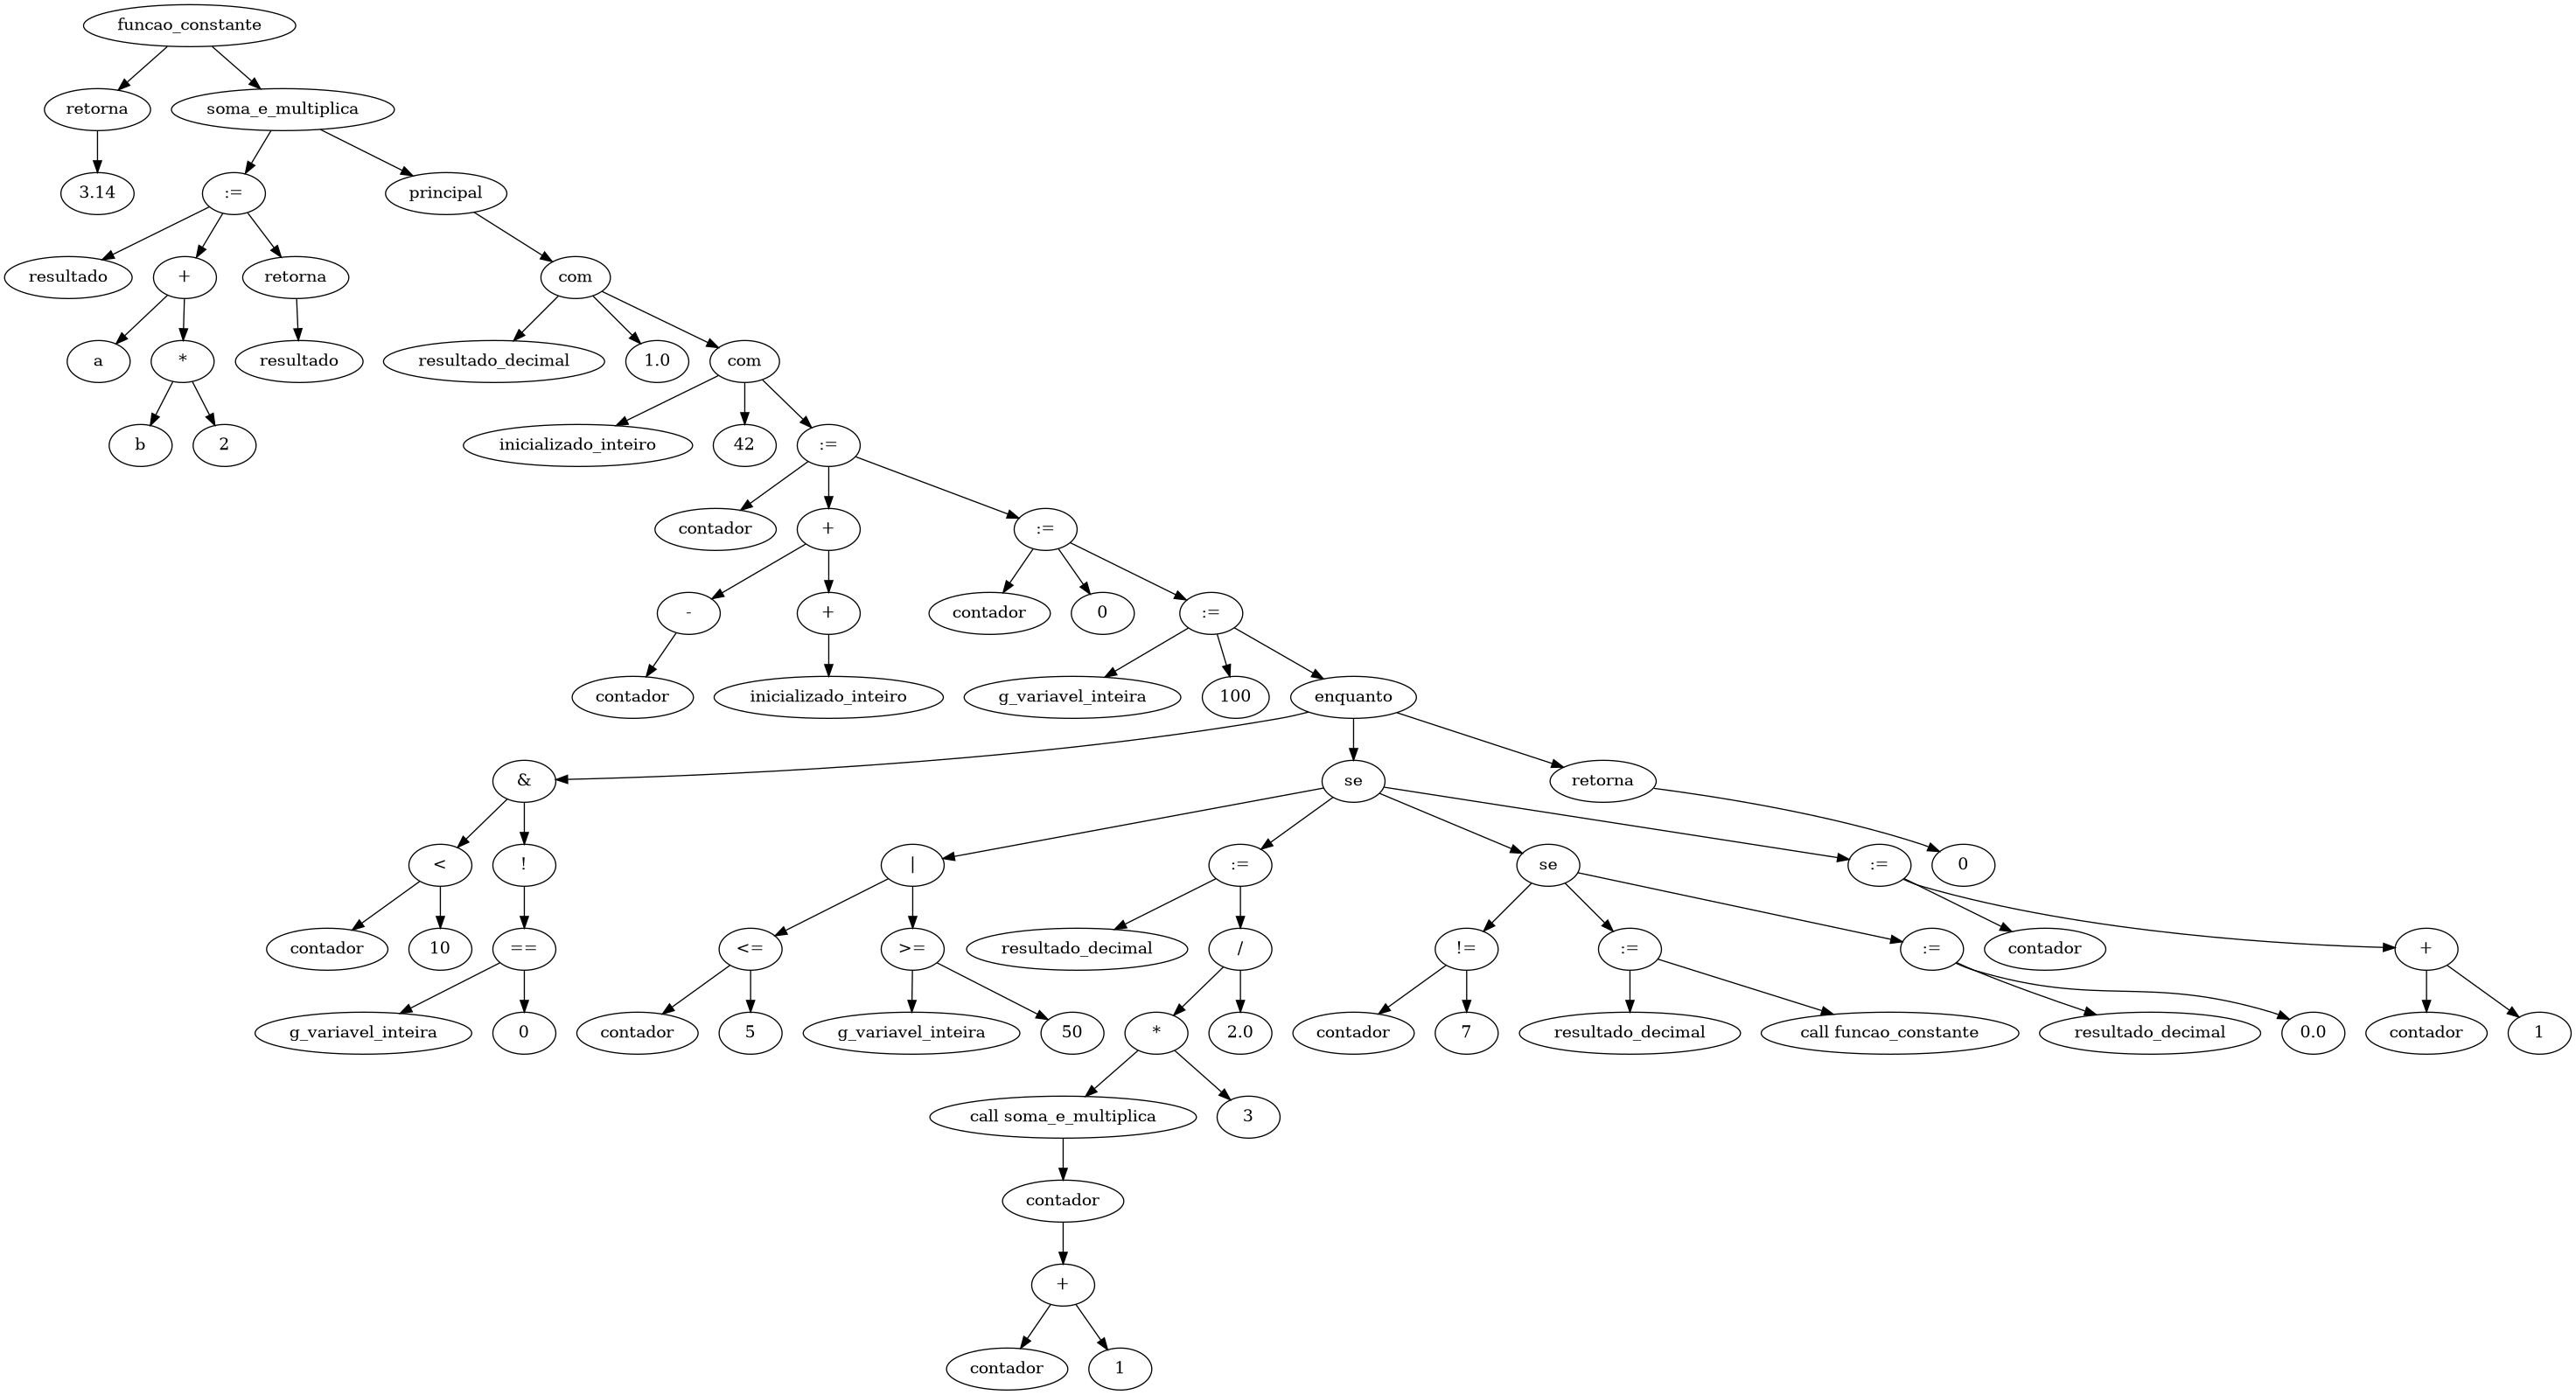 funcao_constante
retorna
soma_e_multiplica
3.14
:=
principal
resultado
+
retorna
com
a
*
resultado
resultado_decimal
1.0
com
b
2
inicializado_inteiro
42
:=
contador
+
:=
-
+
contador
0
:=
contador
inicializado_inteiro
g_variavel_inteira
100
enquanto
&
se
retorna
<
!
|
:=
se
:=
0
contador
10
==
<=
>=
resultado_decimal
/
!=
:=
:=
contador
+
g_variavel_inteira
0
contador
5
g_variavel_inteira
50
*
2.0
contador
7
resultado_decimal
call funcao_constante
resultado_decimal
0.0
contador
1
call soma_e_multiplica
3
contador
+
contador
1